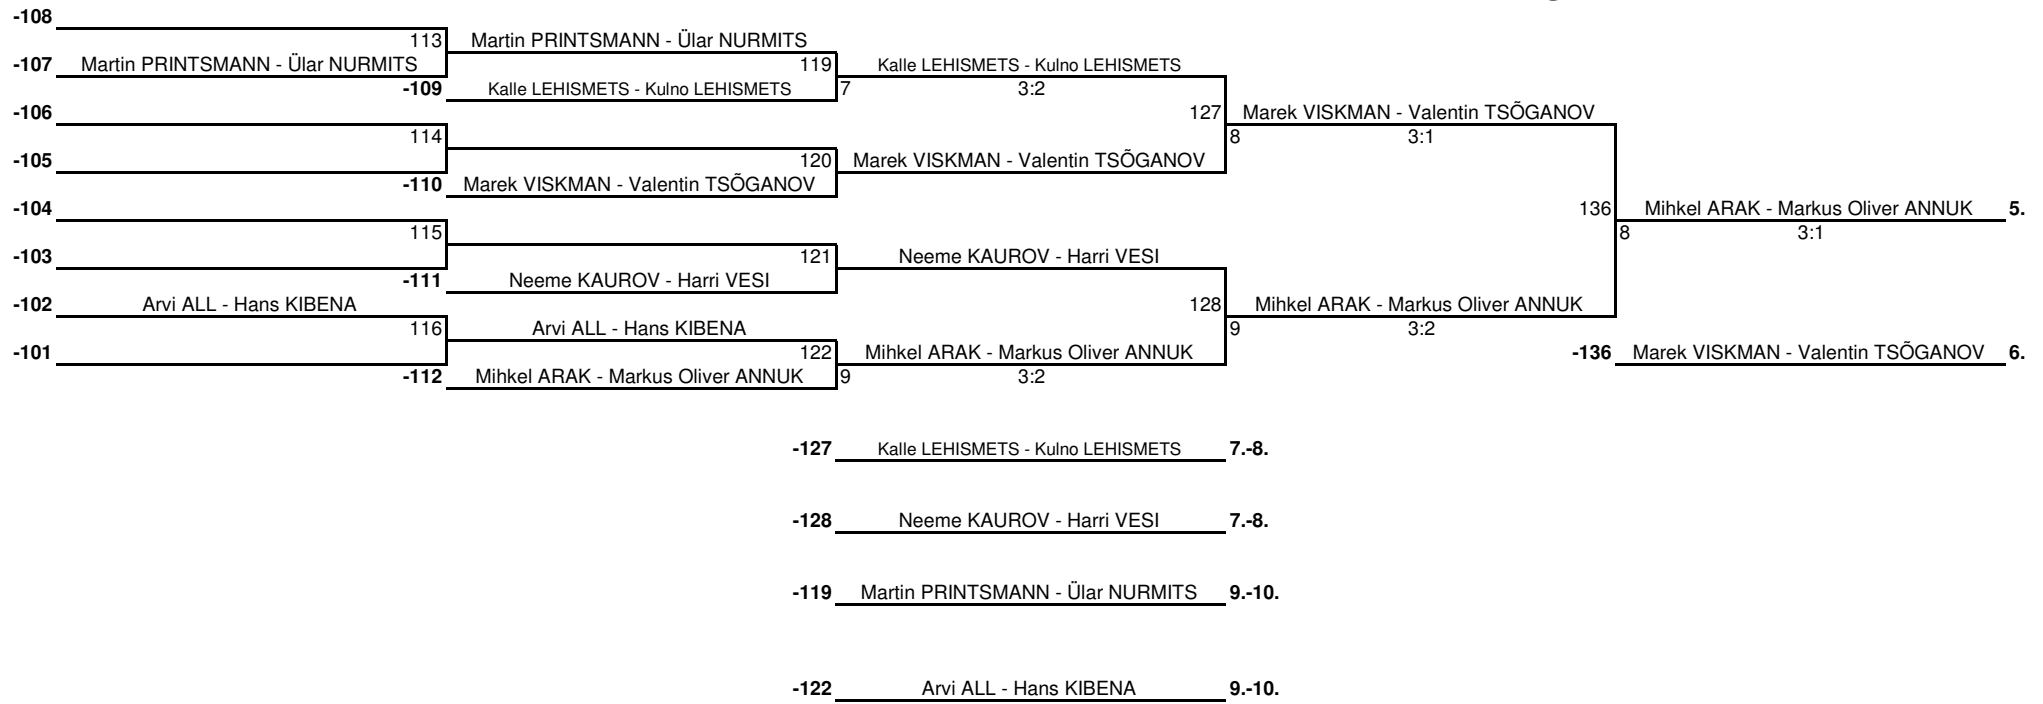 -108
113 Martin PRINTSMANN - Ülar NURMITS
-107 Martin PRINTSMANN - Ülar NURMITS 119 Kalle LEHISMETS - Kulno LEHISMETS
-109 Kalle LEHISMETS - Kulno LEHISMETS 7 3:2
-106 127 Marek VISKMAN - Valentin TSÕGANOV
114 8 3:1
-105 120 Marek VISKMAN - Valentin TSÕGANOV
-110 Marek VISKMAN - Valentin TSÕGANOV
-104 136 Mihkel ARAK - Markus Oliver ANNUK 5.
115 8 3:1
-103 121 Neeme KAUROV - Harri VESI
-111 Neeme KAUROV - Harri VESI
-102 Arvi ALL - Hans KIBENA 128 Mihkel ARAK - Markus Oliver ANNUK
116 Arvi ALL - Hans KIBENA 9 3:2
-101 122 Mihkel ARAK - Markus Oliver ANNUK -136 Marek VISKMAN - Valentin TSÕGANOV 6.
-112 Mihkel ARAK - Markus Oliver ANNUK 9 3:2
-127 Kalle LEHISMETS - Kulno LEHISMETS 7.-8.
-128 Neeme KAUROV - Harri VESI 7.-8.
-119 Martin PRINTSMANN - Ülar NURMITS 9.-10.
-122 Arvi ALL - Hans KIBENA 9.-10.